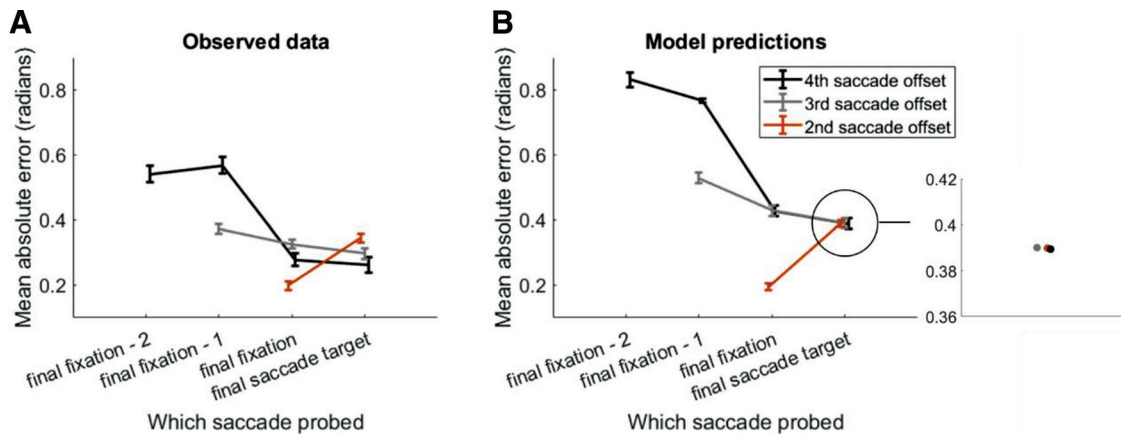 A
Observed data
Mean absolute error (radians)
0.8
0.6
0.4
0.2
final fixation - 2
final fixation - 1
final fixation
final saccade target
Which saccade probed
B
Model predictions
Mean absolute error (radians)
0.8
0.6
0.4
0.2
4th saccade offset
3rd saccade offset
2nd saccade offset
final fixation - 2
final fixation - 1
final fixation
final saccade target
Which saccade probed
0.42
0.4
0.38
0.36